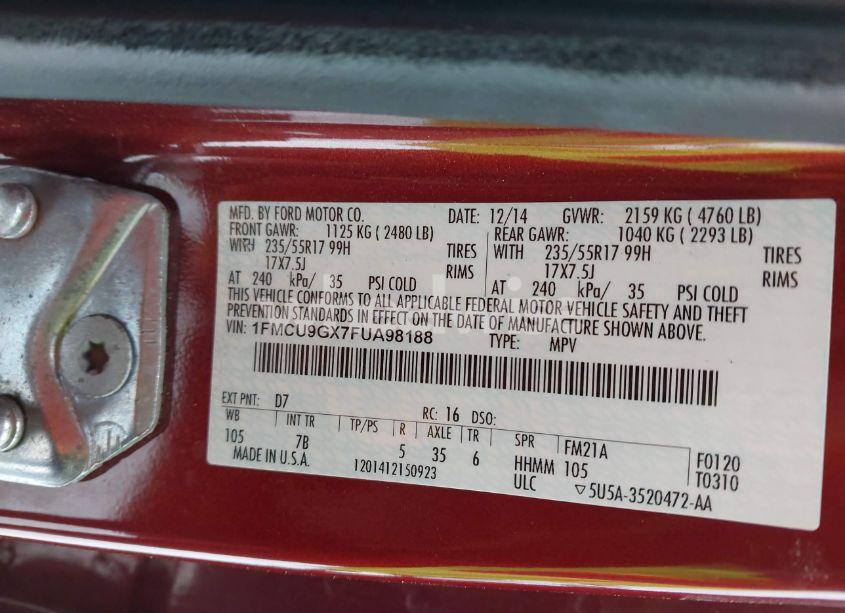 MFD. BY FORD MOTOR CO. DATE: 12/14 GVWR: 2159 KG ( 4760 LB)
FRONT GAWR: 1125 KG ( 2480 LB) REAR GAWR: 1040 KG ( 2293 LB)
WITH 235/55R17 99H TIRES WITH 235/55R17 99H TIRES
17X7.5J RIMS 17X7.5J RIMS
AT 240 kPa/ 35 PSI COLD AT 240 kPa/ 35 PSI COLD
THIS VEHICLE CONFORMS TO ALL APPLICABLE FEDERAL MOTOR VEHICLE SAFETY AND THEFT
PREVENTION STANDARDS IN EFFECT ON THE DATE OF MANUFACTURE SHOWN ABOVE.
VIN: 1FMCU9GX7FUA98188 TYPE: MPV
EXT PNT: D7 RC: 16 DSO:
WB INT TR TP/PS R AXLE TR SPR FM21A F0120
105 7B 5 35 6 HHMM 105 T0310
MADE IN U.S.A. 1201412150923 ULC ▽5U5A-3520472-AA